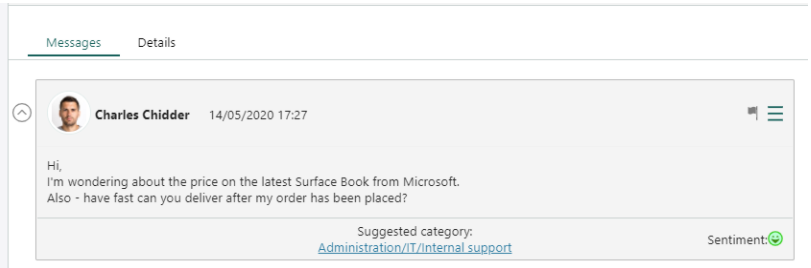 Messages Details
Charles Chidder 14/05/2020 17:27
Hi,
I'm wondering about the price on the latest Surface Book from Microsoft.
Also - have fast can you deliver after my order has been placed?
Suggested category:
Administration/IT/Internal support
Sentiment: